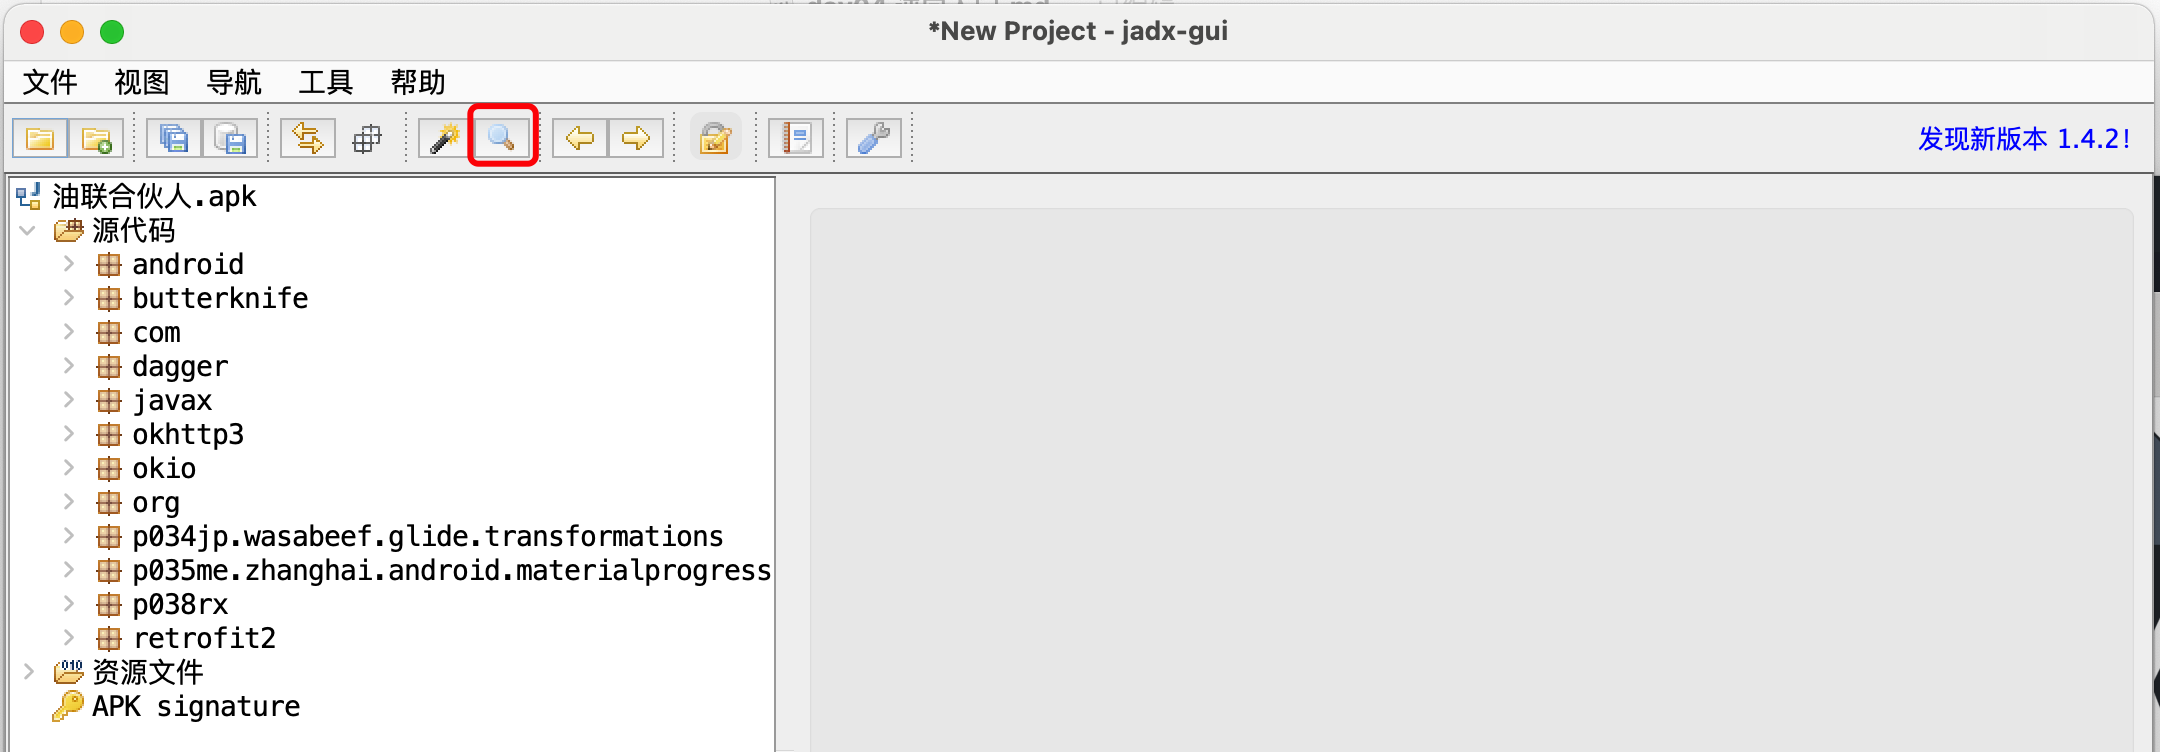 *New Project - jadx-gui
文件 视图 导航 工具 帮助
发现新版本 1.4.2!
油联合伙人.apk
源代码
android
butterknife
com
dagger
javax
okhttp3
okio
org
p034jp.wasabeef.glide.transformations
p035me.zhanghai.android.materialprogress
p038rx
retrofit2
资源文件
APK signature